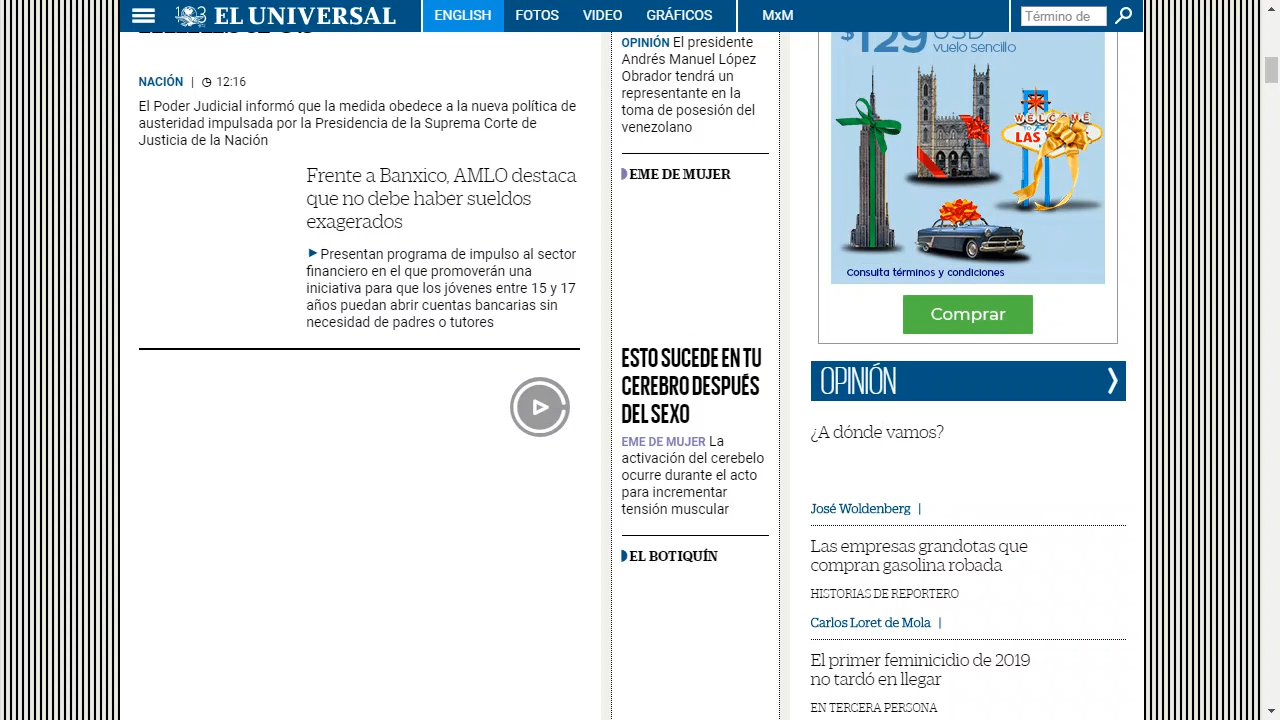 EL UNIVERSAL
ENGLISH
FOTOS
VIDEO
GRÁFICOS
MxM
Término de
NACIÓN | 12:16
El Poder Judicial informó que la medida obedece a la nueva política de
austeridad impulsada por la Presidencia de la Suprema Corte de
Justicia de la Nación
Frente a Banxico, AMLO destaca
que no debe haber sueldos
exagerados
Presentan programa de impulso al sector
financiero en el que promoverán una
iniciativa para que los jóvenes entre 15 y 17
años puedan abrir cuentas bancarias sin
necesidad de padres o tutores
OPINIÓN El presidente
Andrés Manuel López
Obrador tendrá un
representante en la
toma de posesión del
venezolano
EME DE MUJER
ESTO SUCEDE EN TU
CEREBRO DESPUÉS
DEL SEXO
EME DE MUJER La
activación del cerebelo
ocurre durante el acto
para incrementar
tensión muscular
EL BOTIQUÍN
$129 USD
vuelo sencillo
WELCOME
TO
LAS
Consulta términos y condiciones
Comprar
OPINIÓN
¿A dónde vamos?
José Woldenberg |
Las empresas grandotas que
compran gasolina robada
HISTORIAS DE REPORTERO
Carlos Loret de Mola |
El primer feminicidio de 2019
no tardó en llegar
EN TERCERA PERSONA